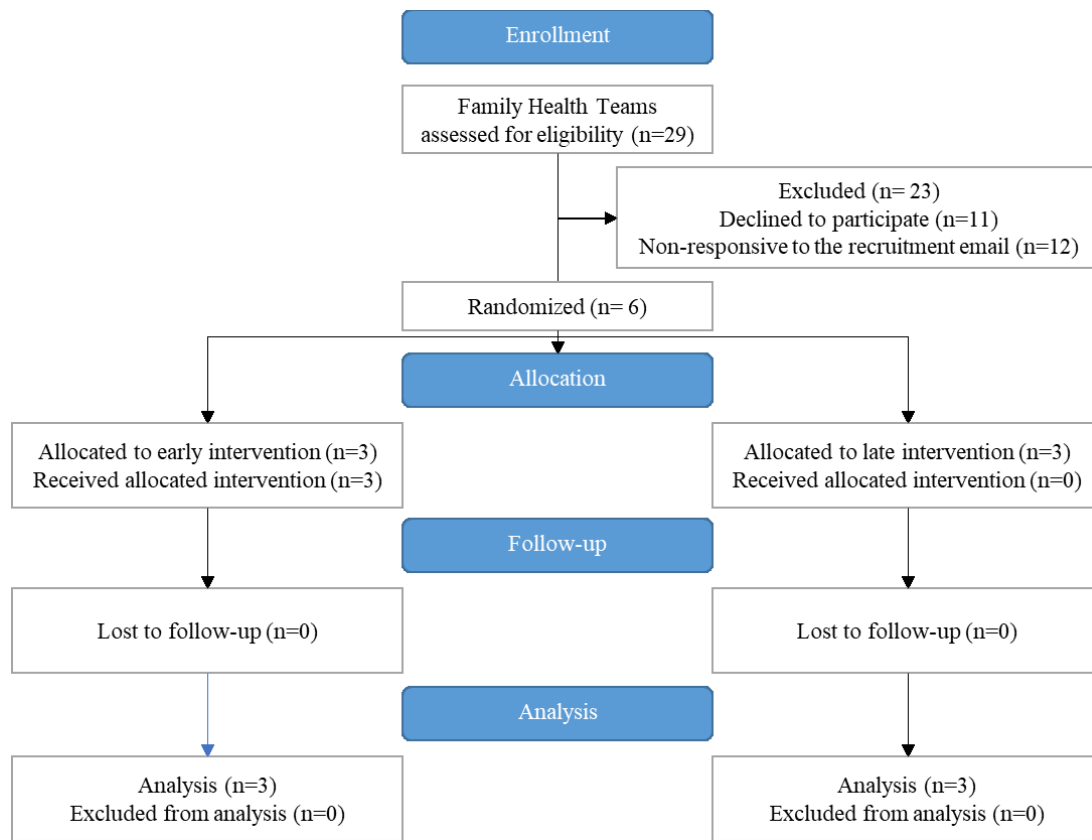 Enrollment
Family Health Teams
assessed for eligibility (n=29)
Excluded (n= 23)
Declined to participate (n=11)
Non-responsive to the recruitment email (n=12)
Randomized (n= 6)
Allocation
Allocated to early intervention (n=3)
Received allocated intervention (n=3)
Allocated to late intervention (n=3)
Received allocated intervention (n=0)
Follow-up
Lost to follow-up (n=0)
Lost to follow-up (n=0)
Analysis
Analysis (n=3)
Excluded from analysis (n=0)
Analysis (n=3)
Excluded from analysis (n=0)